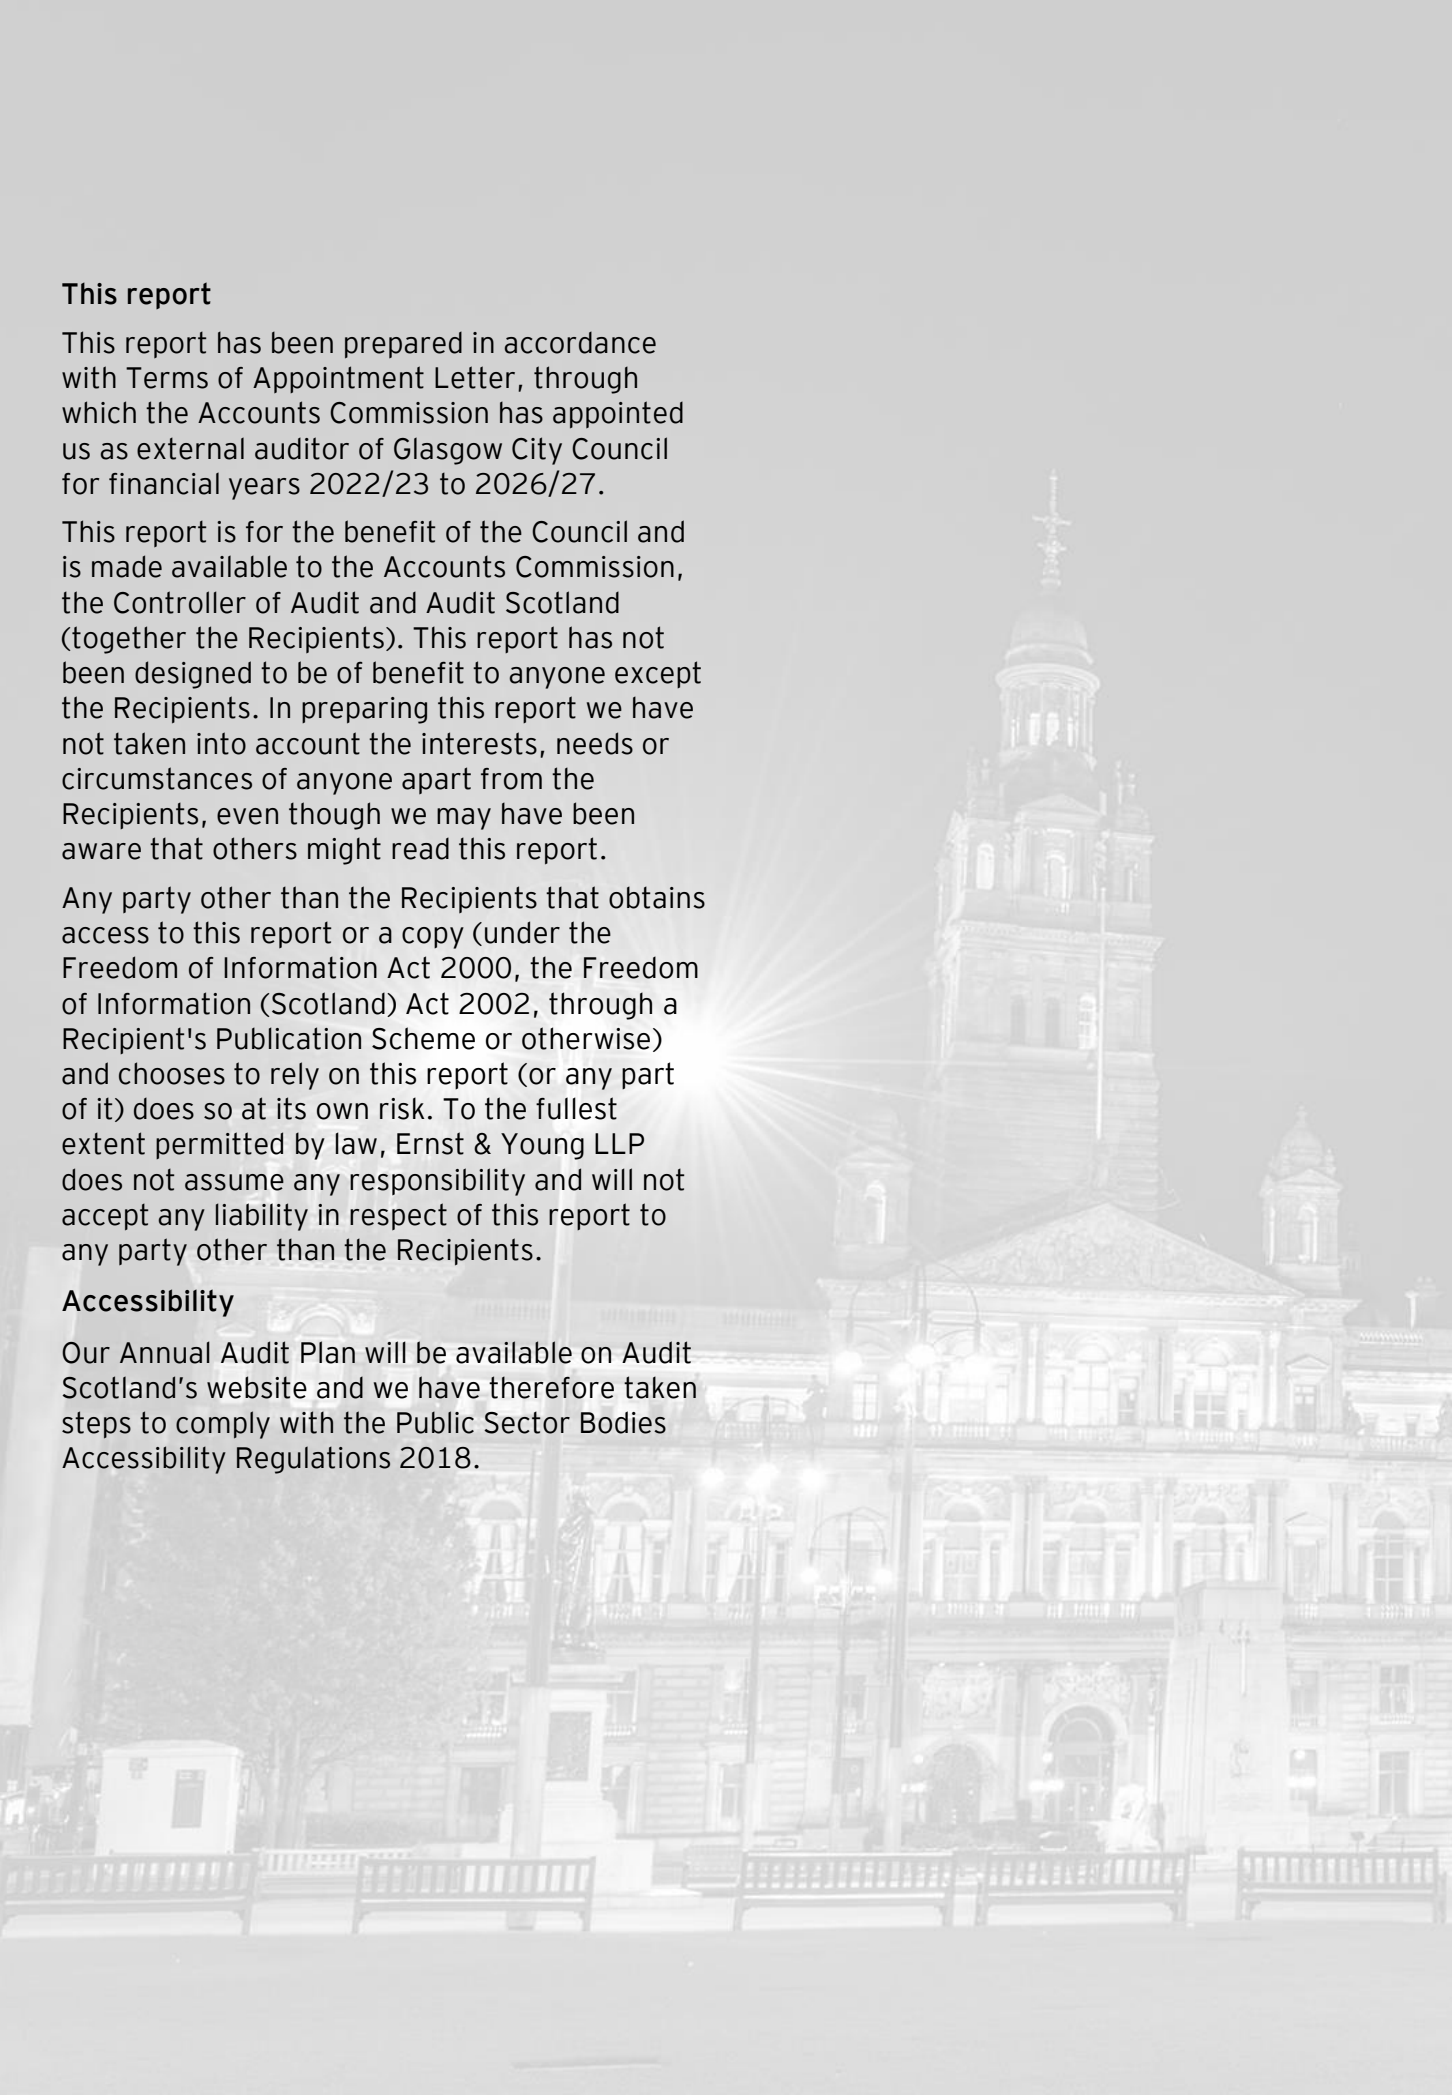 This report
This report has been prepared in accordance
with Terms of Appointment Letter, through
which the Accounts Commission has appointed
us as external auditor of Glasgow City Council
for financial years 2022/23 to 2026/27.
This report is for the benefit of the Council and
is made available to the Accounts Commission,
the Controller of Audit and Audit Scotland
(together the Recipients). This report has not
been designed to be of benefit to anyone except
the Recipients. In preparing this report we have
not taken into account the interests, needs or
circumstances of anyone apart from the
Recipients, even though we may have been
aware that others might read this report.
Any party other than the Recipients that obtains
access to this report or a copy (under the
Freedom of Information Act 2000, the Freedom
of Information (Scotland) Act 2002, through a
Recipient's Publication Scheme or otherwise)
and chooses to rely on this report (or any part
of it) does so at its own risk. To the fullest
extent permitted by law, Ernst & Young LLP
does not assume any responsibility and will not
accept any liability in respect of this report to
any party other than the Recipients.
Accessibility
Our Annual Audit Plan will be available on Audit
Scotland’s website and we have therefore taken
steps to comply with the Public Sector Bodies
Accessibility Regulations 2018.